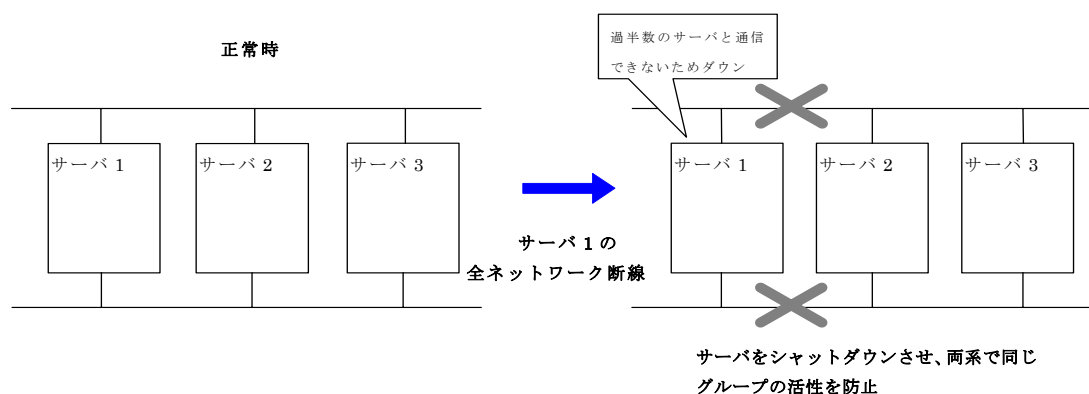 正常時
サーバ 1
サーバ 2
サーバ 3
サーバ 1 の
全ネットワーク断線
過半数のサーバと通信
できないためダウン
サーバ 1
サーバ 2
サーバ 3
サーバをシャットダウンさせ、両系で同じ
グループの活性を防止